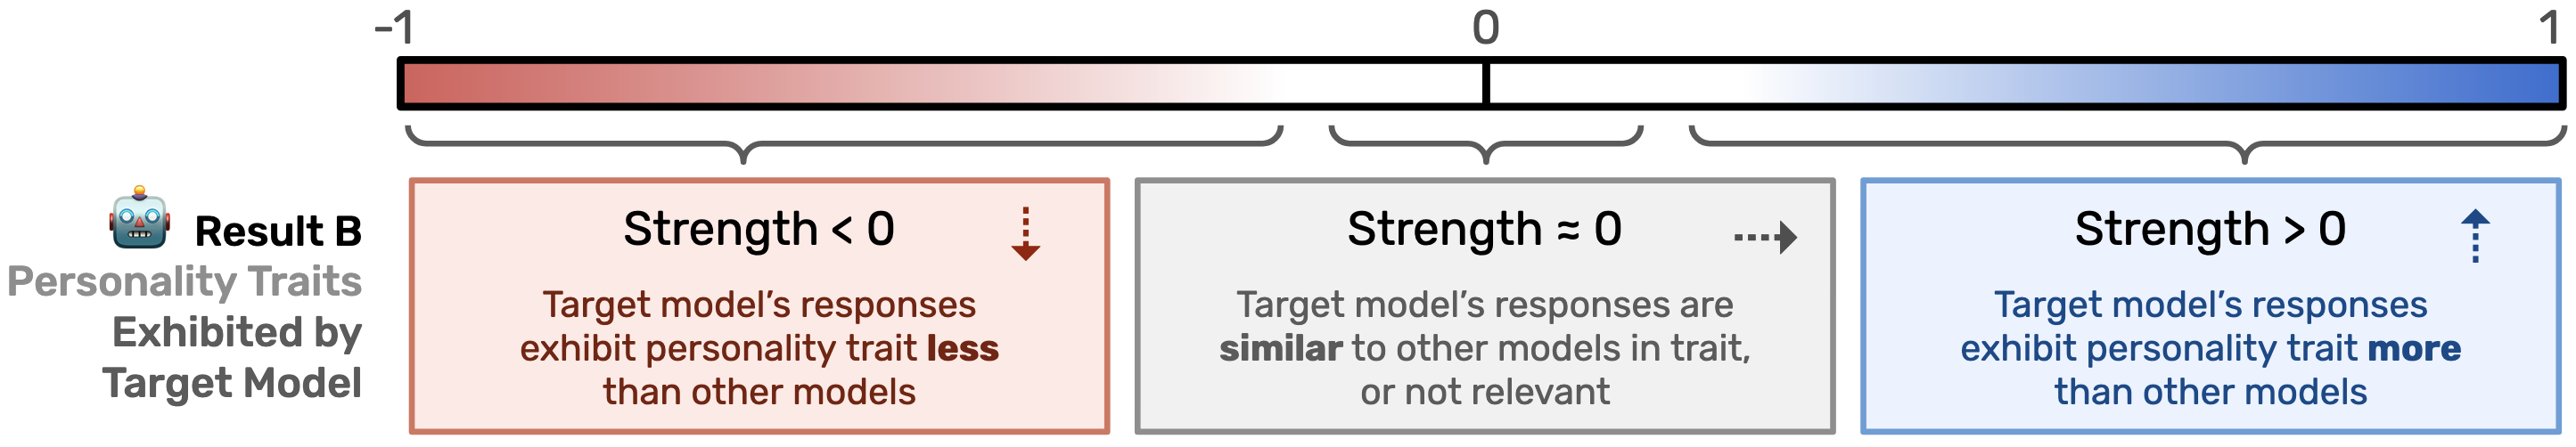 -1
0
1
Result B
Personality Traits
Exhibited by
Target Model
Strength < 0
Target model's responses
exhibit personality trait less
than other models
Strength ≈ 0
Target model's responses are
similar to other models in trait,
or not relevant
Strength > 0
Target model's responses
exhibit personality trait more
than other models